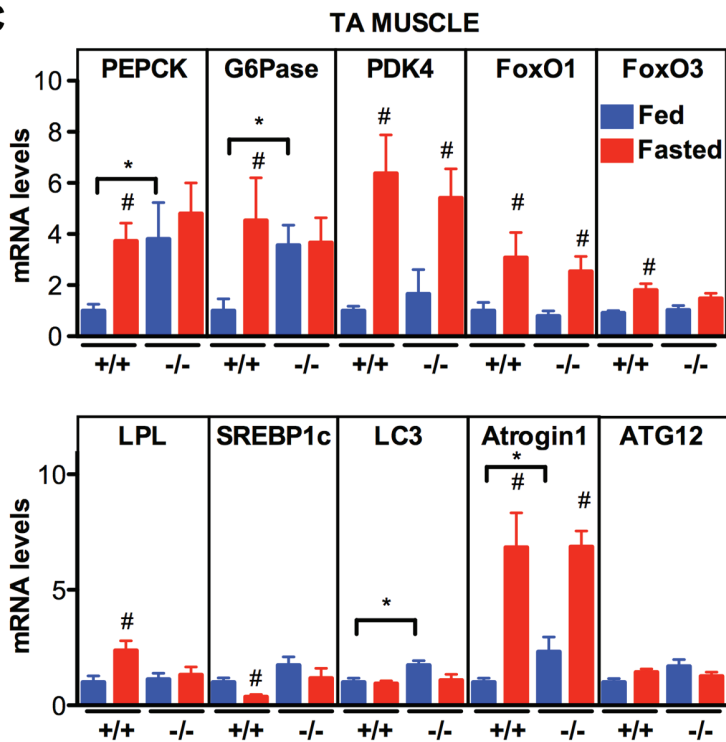 C
TA MUSCLE
PEPCK G6Pase PDK4 FoxO1 FoxO3
mRNA levels
10
8
6
4
2
0
* # * # # # # # #
Fed
Fasted
+/+ -/- +/+ -/- +/+ -/- +/+ -/- +/+ -/-
LPL SREBP1c LC3 Atrogin1 ATG12
mRNA levels
10
5
0
# # * * # #
+/+ -/- +/+ -/- +/+ -/- +/+ -/- +/+ -/-